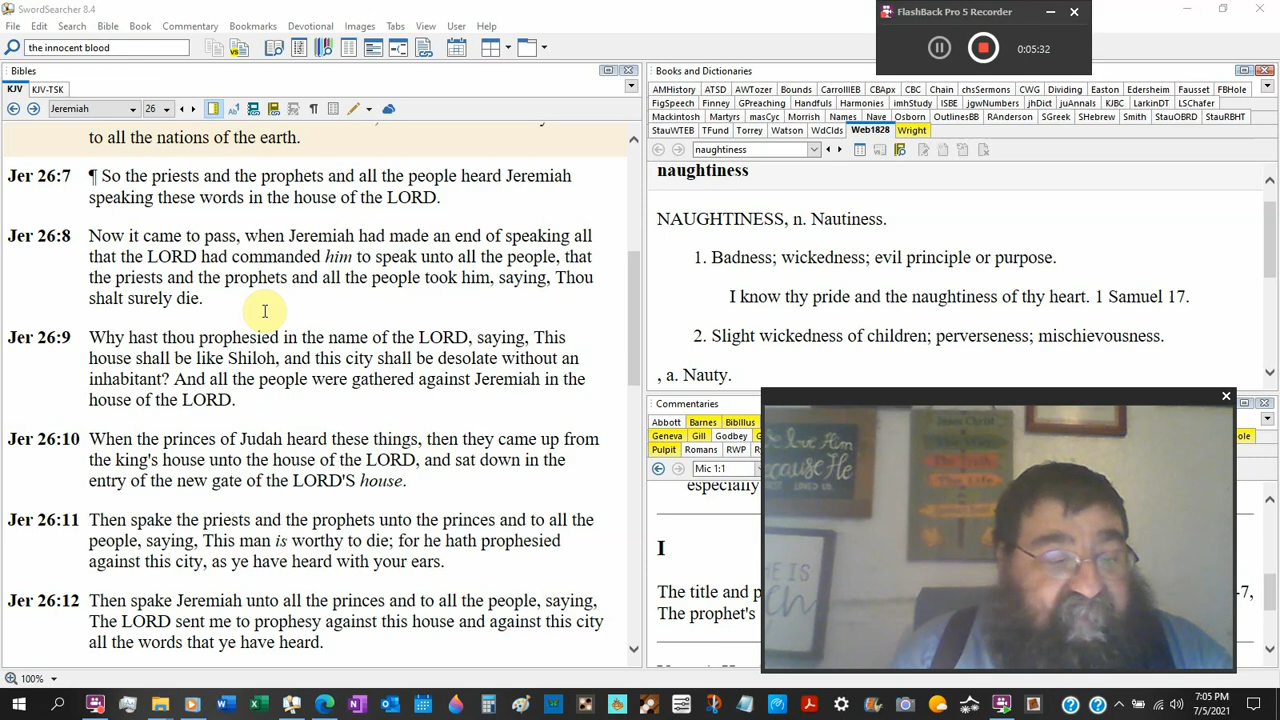 SwordSearcher 8.4
File Edit Search Bible Book Commentary Bookmarks Devotional Images Tabs View User Help
the innocent blood
Bibles
KJV KJV-TSK
Jeremiah 26
to all the nations of the earth.
Jer 26:7 ¶ So the priests and the prophets and all the people heard Jeremiah
speaking these words in the house of the LORD.
Jer 26:8 Now it came to pass, when Jeremiah had made an end of speaking all
that the LORD had commanded him to speak unto all the people, that
the priests and the prophets and all the people took him, saying, Thou
shalt surely die.
Jer 26:9 Why hast thou prophesied in the name of the LORD, saying, This
house shall be like Shiloh, and this city shall be desolate without an
inhabitant? And all the people were gathered against Jeremiah in the
house of the LORD.
Jer 26:10 When the princes of Judah heard these things, then they came up from
the king's house unto the house of the LORD, and sat down in the
entry of the new gate of the LORD'S house.
Jer 26:11 Then spake the priests and the prophets unto the princes and to all the
people, saying, This man is worthy to die; for he hath prophesied
against this city, as ye have heard with your ears.
Jer 26:12 Then spake Jeremiah unto all the princes and to all the people, saying,
The LORD sent me to prophesy against this house and against this city
all the words that ye have heard.
100%
FlashBack Pro 5 Recorder
0:05:32
Books and Dictionaries
AMHistory ATSD AWTozer Bounds CarrollEB CBApx CBC Chain chsSermons CWG Dividing Easton Edersheim Fausset FBHole
FigSpeech Finney GPreaching Handfuls Harmonies imhStudy ISBE jgwNumbers jhDict juAnnals KJBC LarkinDT LSChafer
Mackintosh Martyrs masCyc Morrish Names Nave Osborn OutlinesBB RAnderson SGreek SHebrew Smith StauOBRD StauRBHT
StauWTEB TFund Torrey Watson WdClds Web1828 Wright
naughtiness
naughtiness
NAUGHTINESS, n. Nautiness.
1. Badness; wickedness; evil principle or purpose.
I know thy pride and the naughtiness of thy heart. 1 Samuel 17.
2. Slight wickedness of children; perverseness; mischievousness.
, a. Nauty.
Commentaries
Abbott Barnes BibIllus
Geneva Gill Godbey
Pulpit Romans RWP
Mic 1:1
especially
I
The title and p
The prophet's
-7,
love Him
because He
Jesus Christ
7:05 PM
7/5/2021